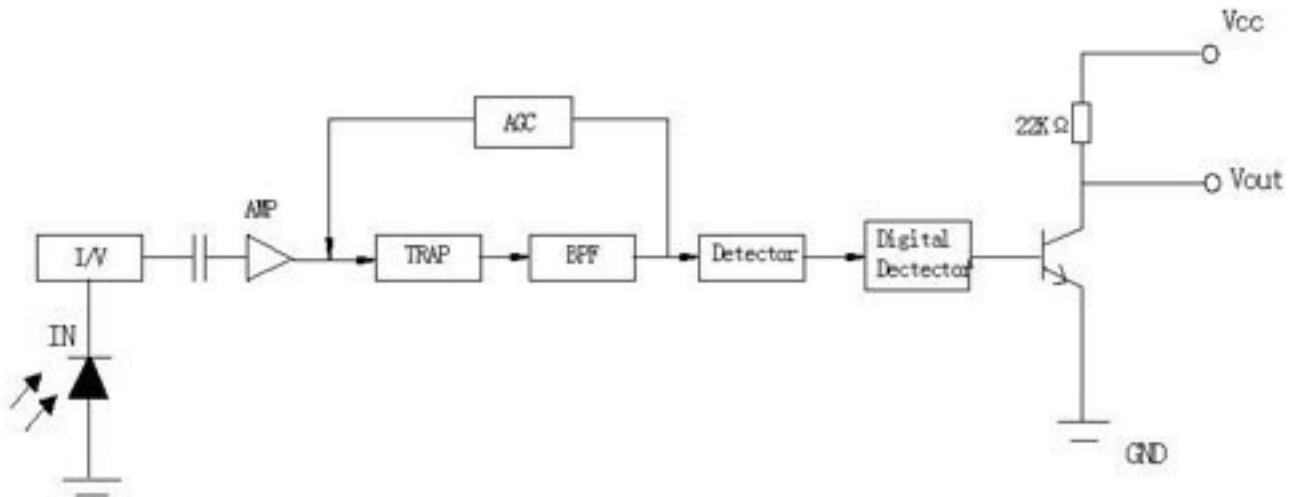 Vcc
AGC
22KΩ
Vout
AMP
I/V
TRAP
BPF
Detector
Digital
Dectector
IN
GND